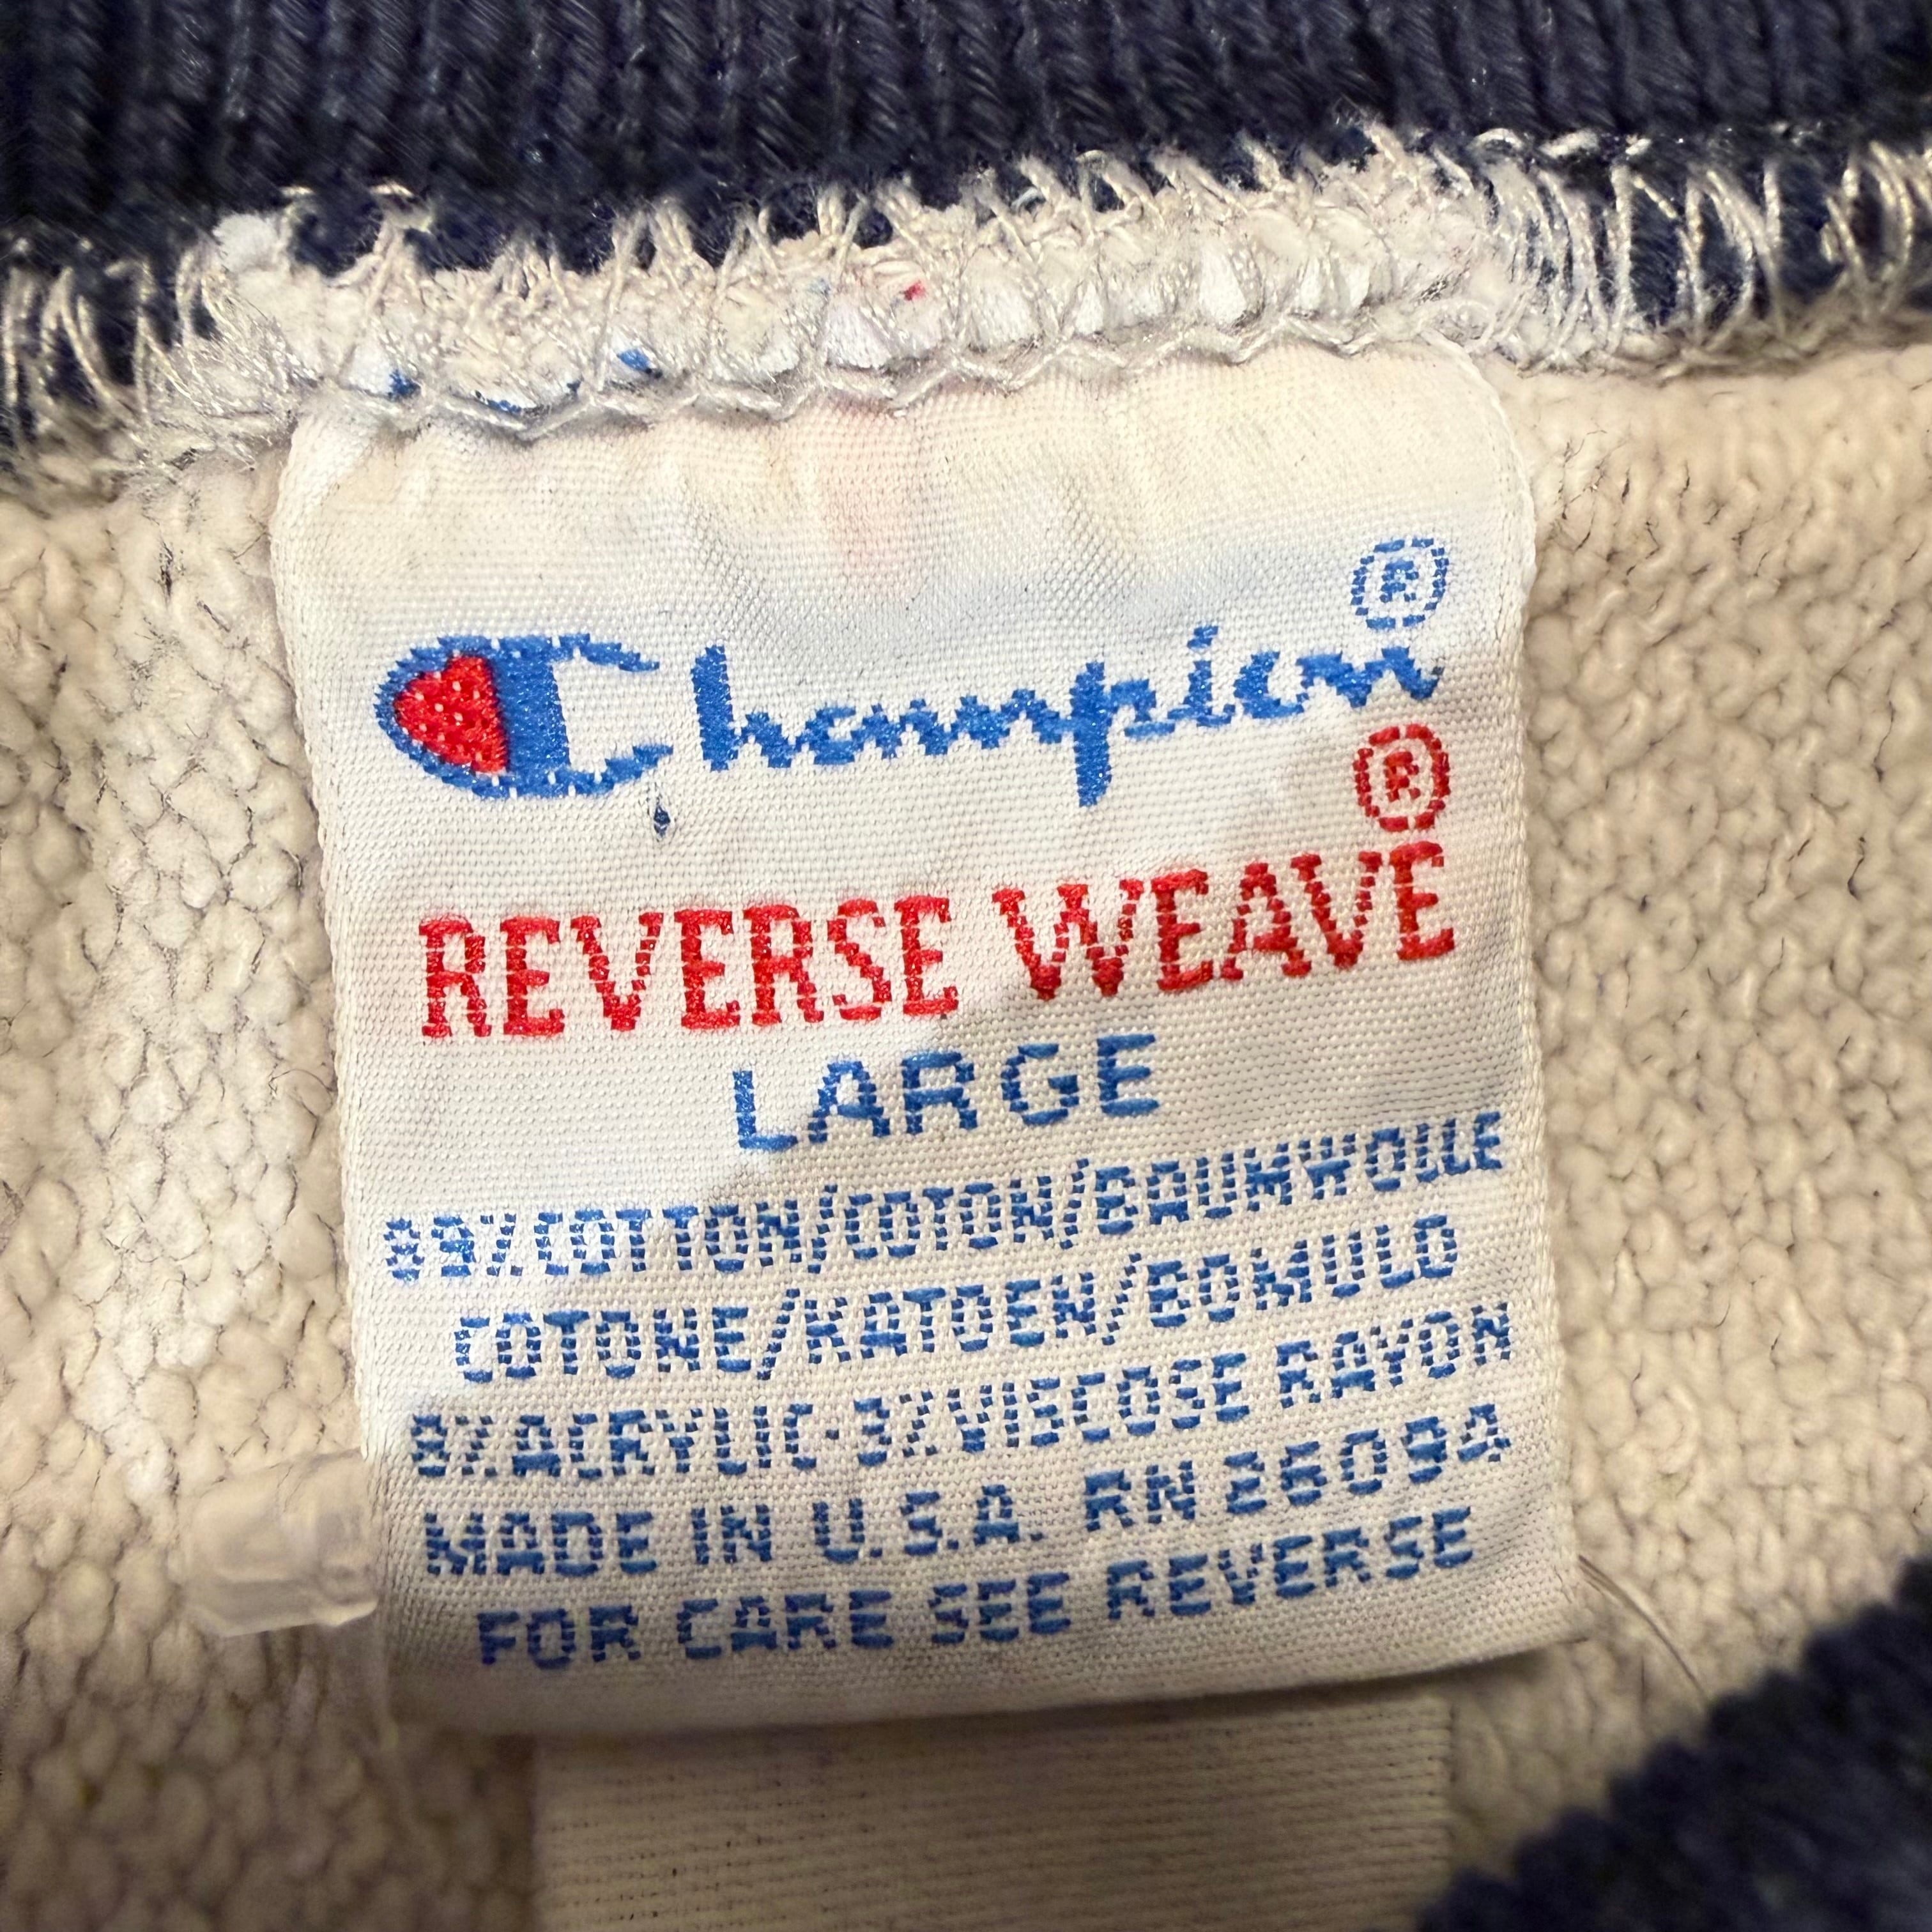 Champion®
REVERSE WEAVE®
LARGE
89% COTTON/COTON/BAUMWOLLE
COTONE/KATOEN/BOMULD
8% ACRYLIC-3% VISCOSE RAYON
MADE IN U.S.A. RN 26094
FOR CARE SEE REVERSE